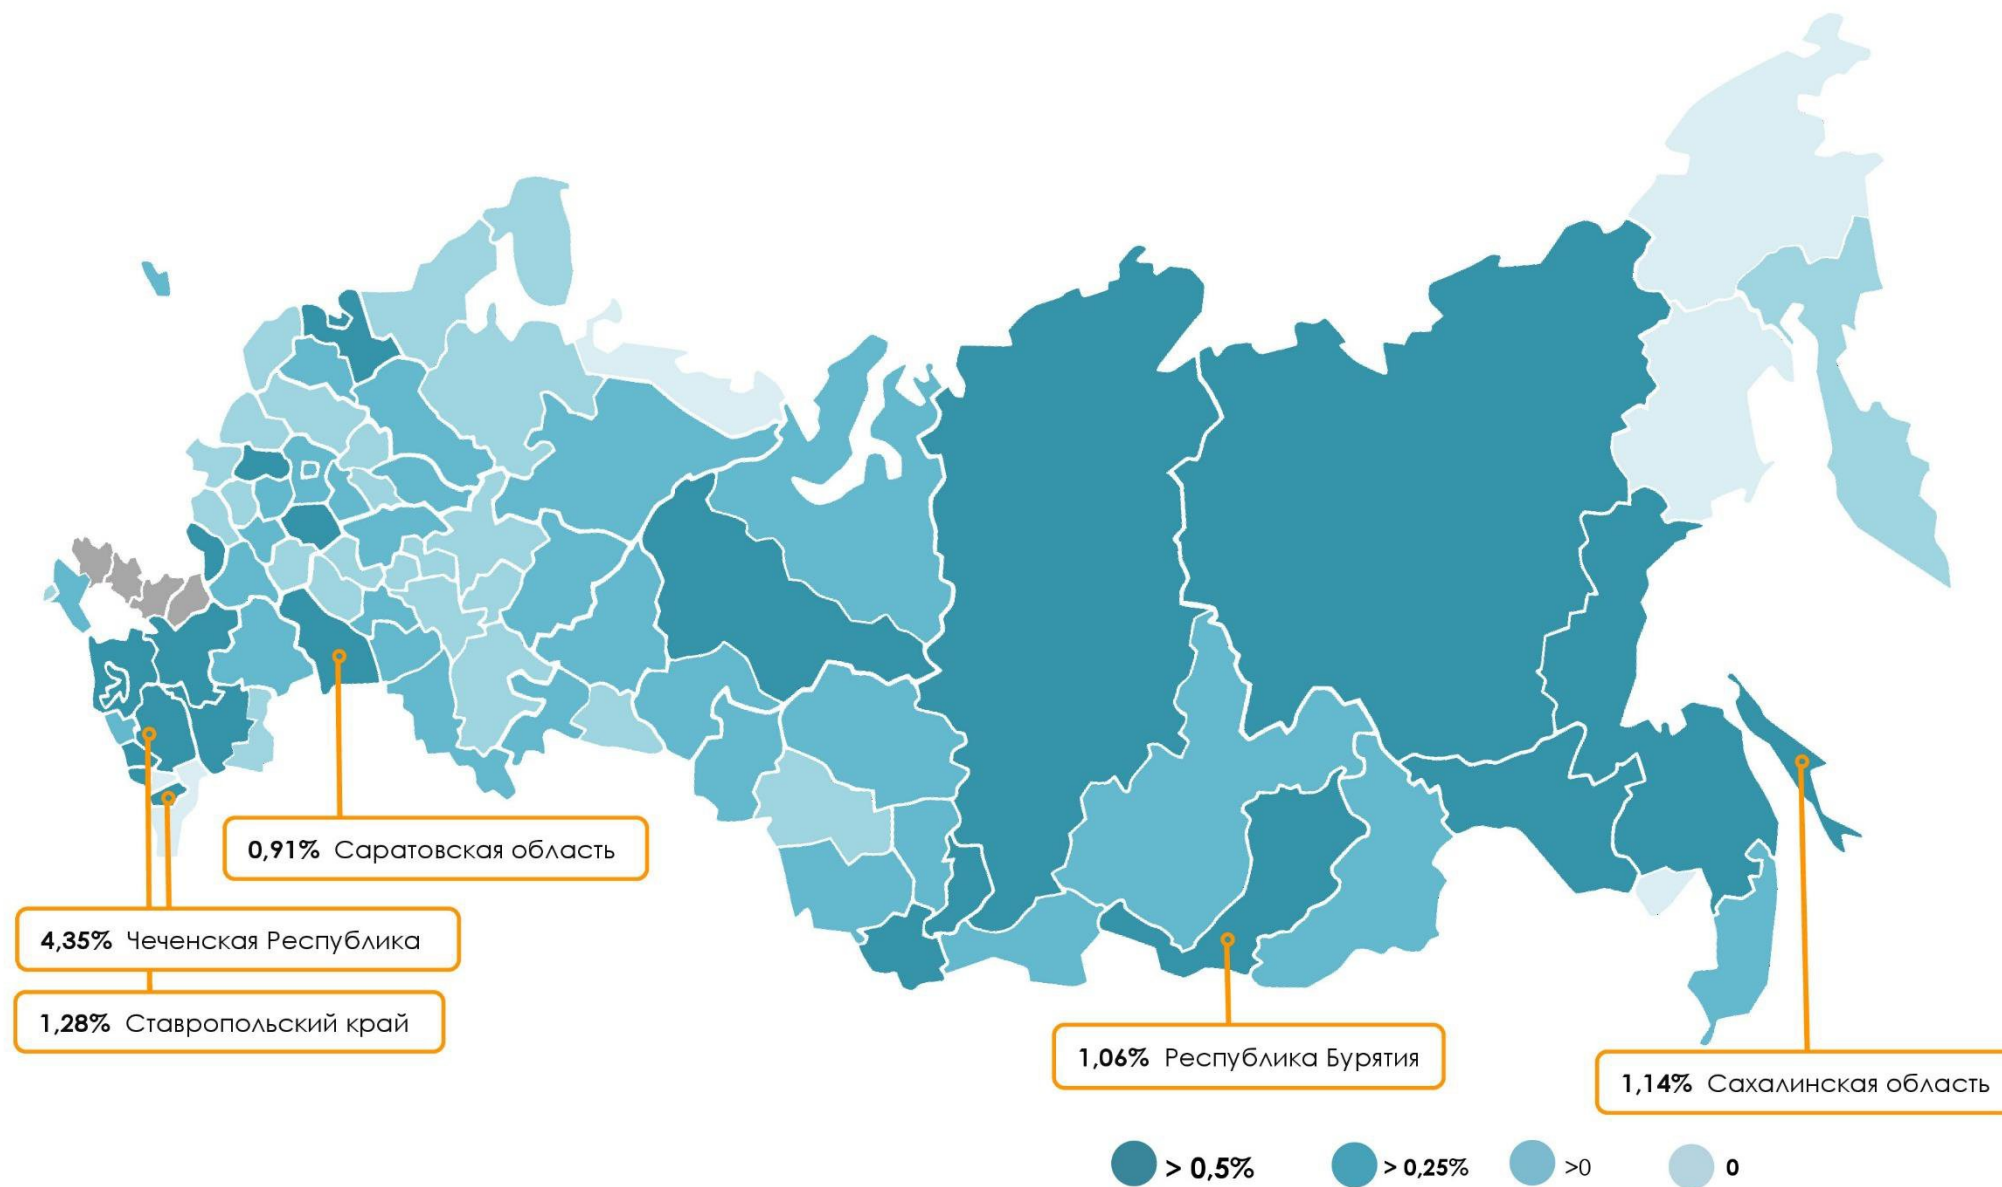 0,91% Саратовская область
4,35% Чеченская Республика
1,28% Ставропольский край
1,06% Республика Бурятия
1,14% Сахалинская область
> 0,5% > 0,25% >0 0